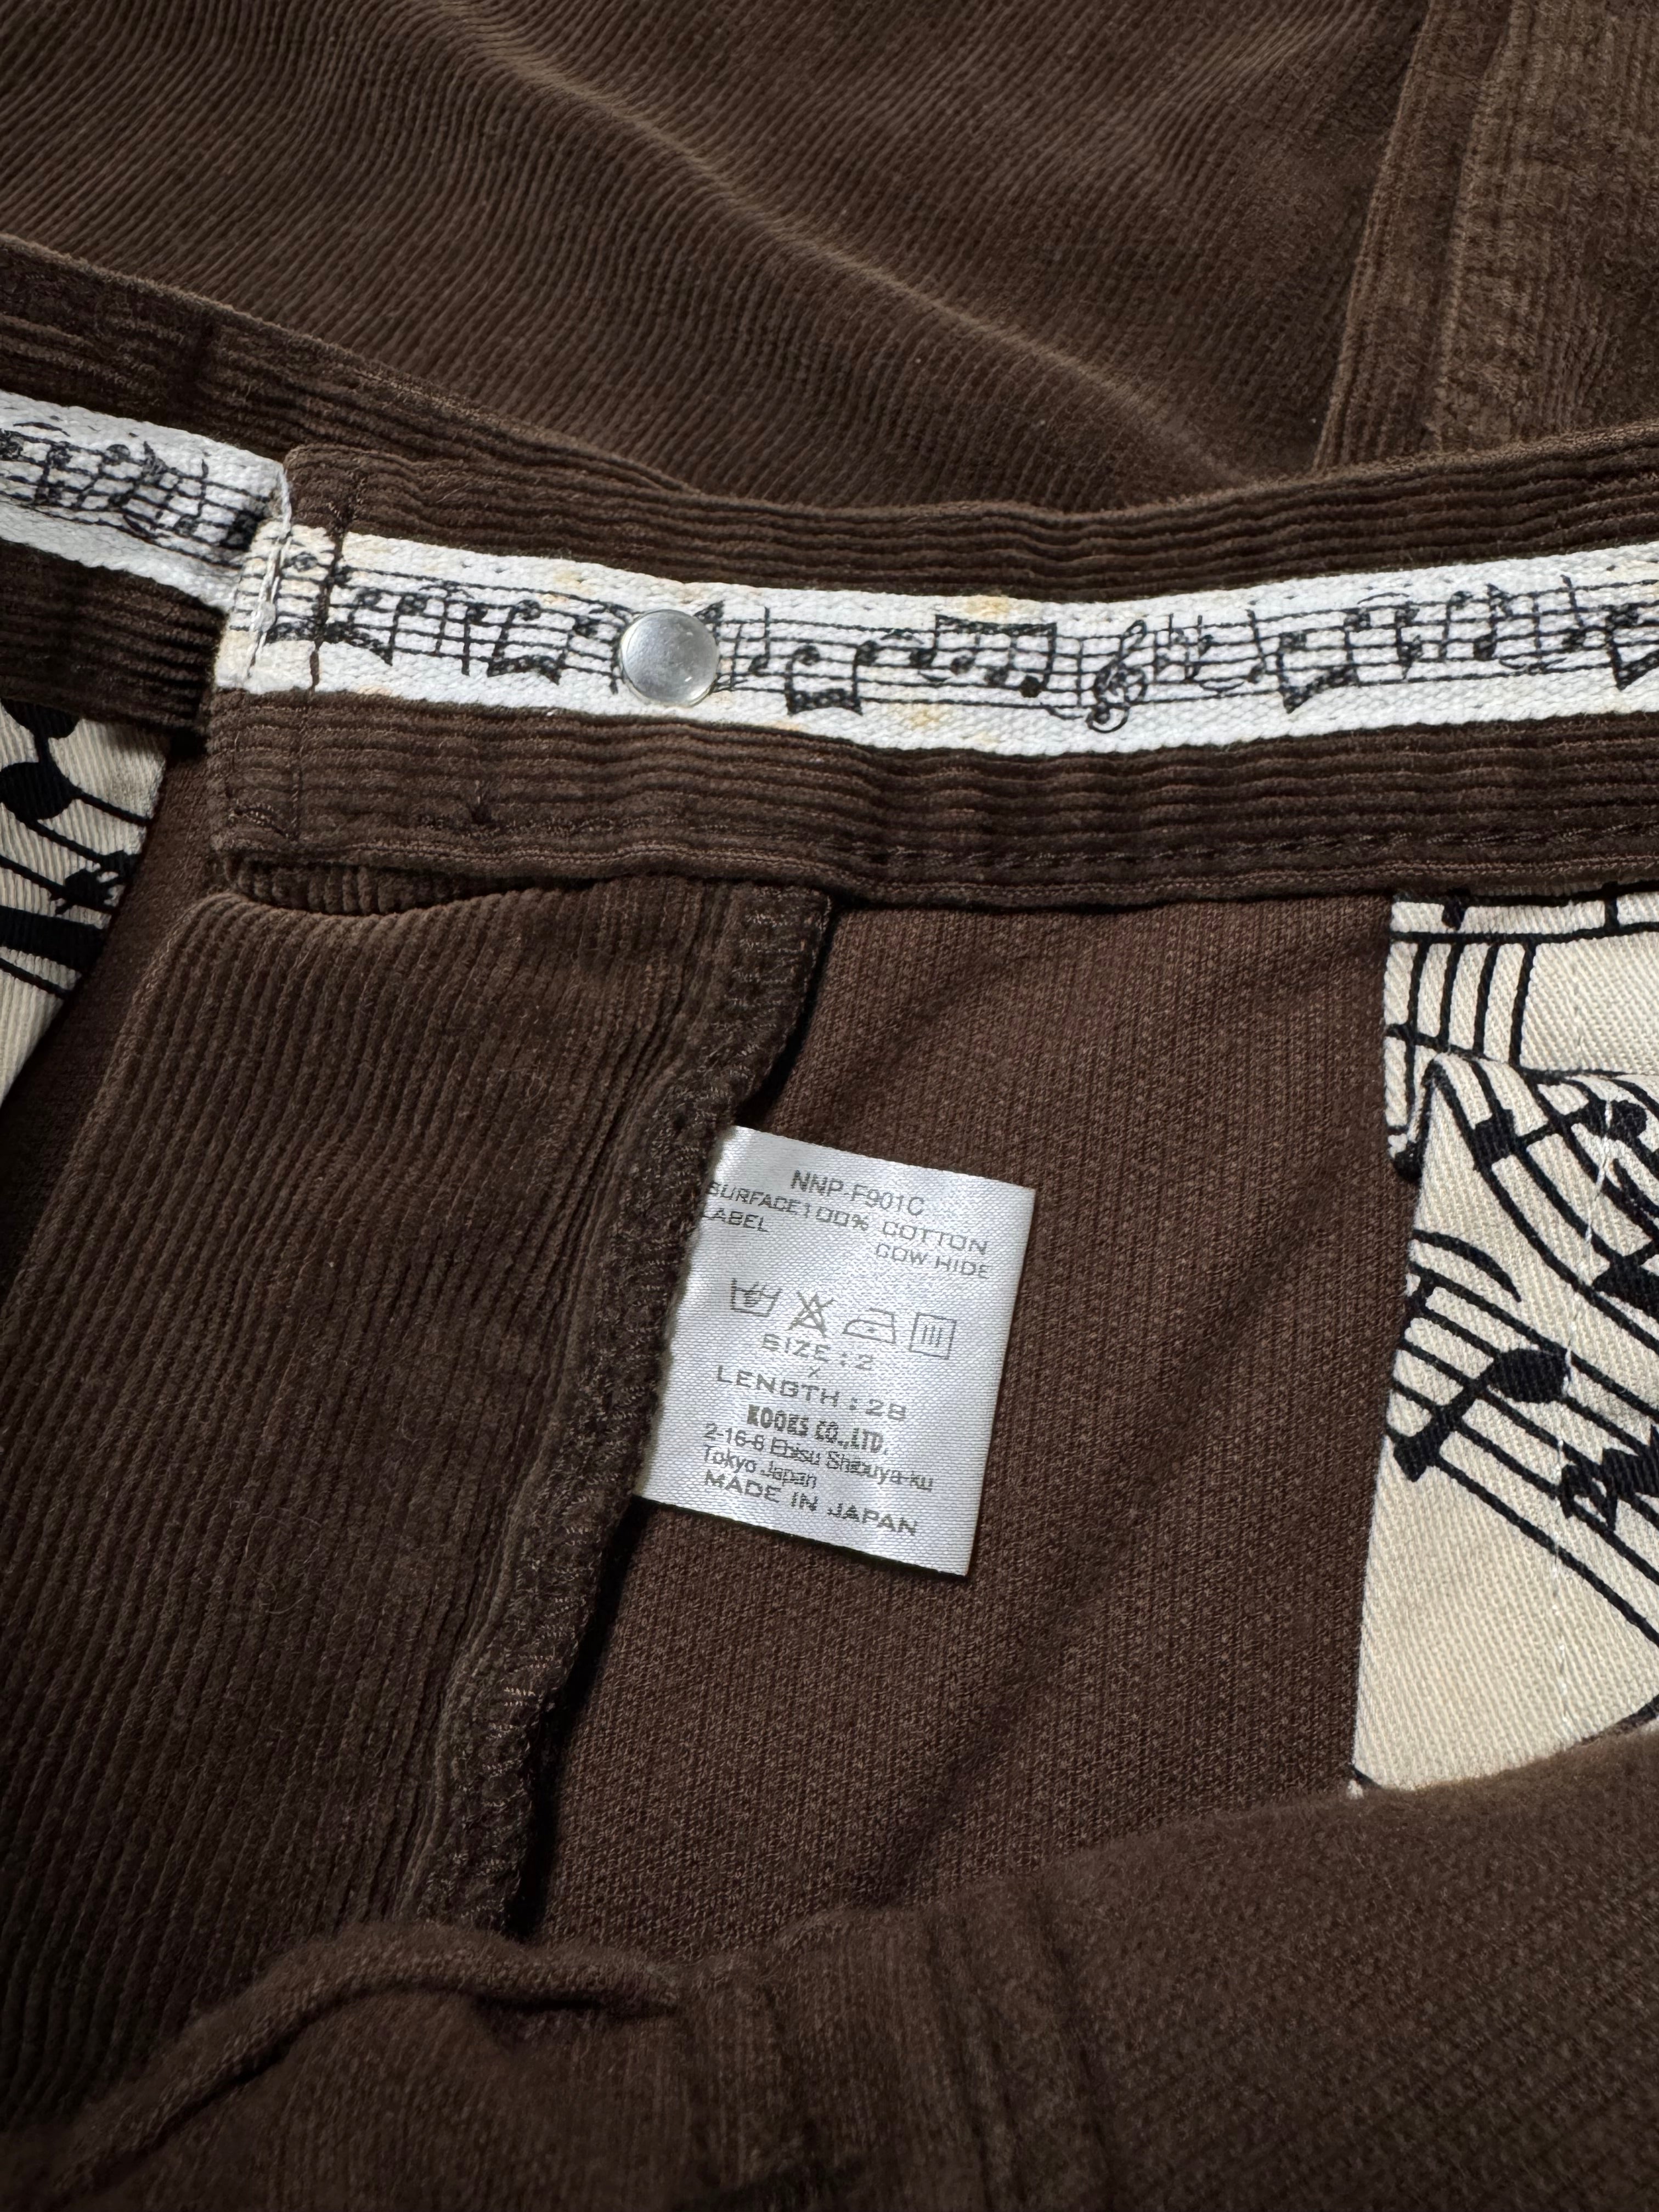 NNP-F901C
SURFACE100% COTTON
LABEL
COW HIDE
SIZE : 2
LENGTH : 28
KOOKS CO.,LTD.
2-16-6 Ebisu Shibuya-ku
Tokyo Japan
MADE IN JAPAN